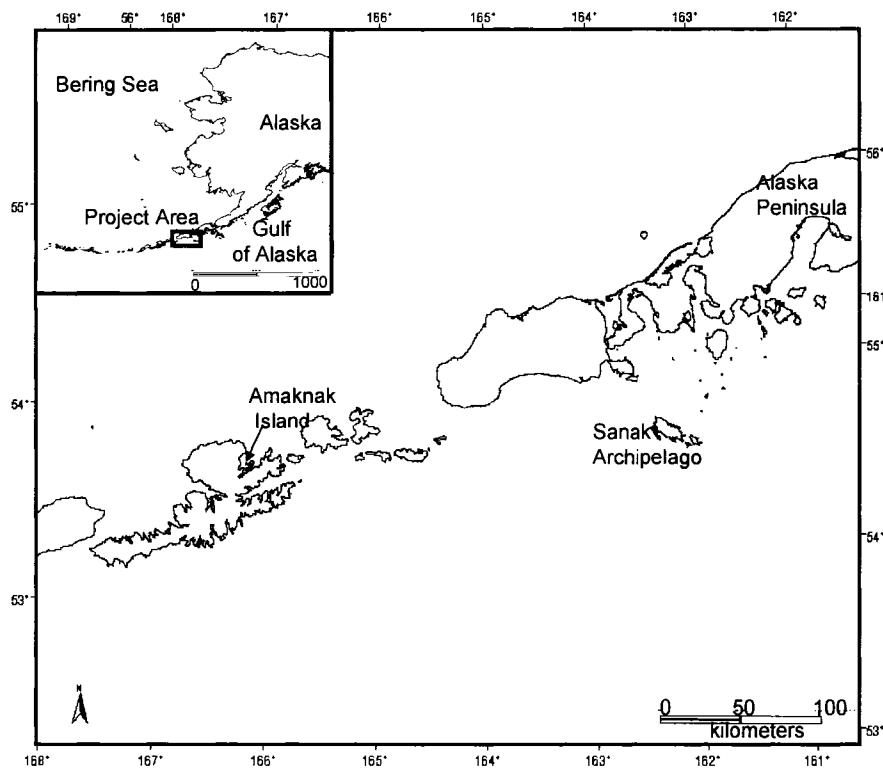 169° 56° 168° 167° 166° 165° 164° 163° 162°
Bering Sea
Alaska
Project Area
Gulf
of Alaska
0 1000
56°
Alaska
Peninsula
55°
161°
55°
54°
Amaknak
Island
Sanak
Archipelago
54°
53°
N
0 50 100
kilometers
53°
168° 167° 166° 165° 164° 163° 162° 161°